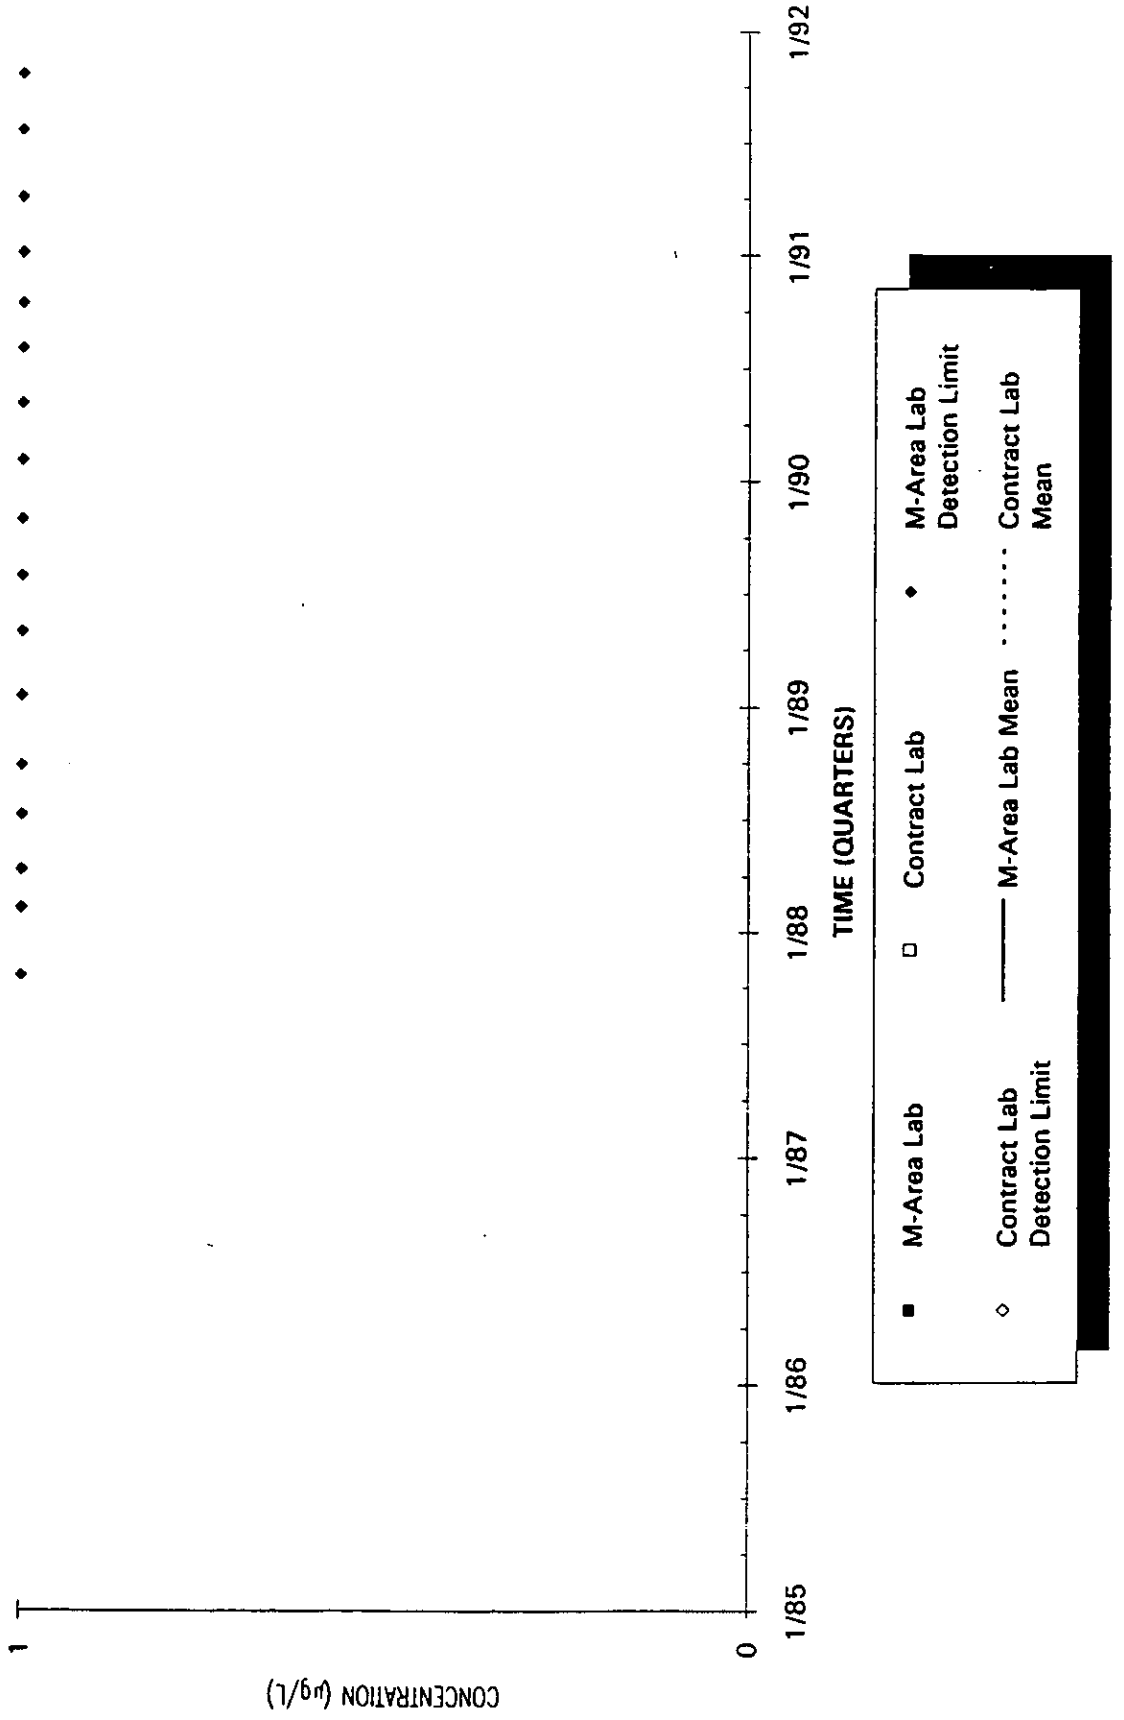 1
CONCENTRATION (µg/L)
0
1/85
1/86
1/87
1/88
1/89
1/90
1/91
1/92
TIME (QUARTERS)
M-Area Lab
Contract Lab
M-Area Lab
Detection Limit
Contract Lab
Detection Limit
M-Area Lab Mean
Contract Lab
Mean